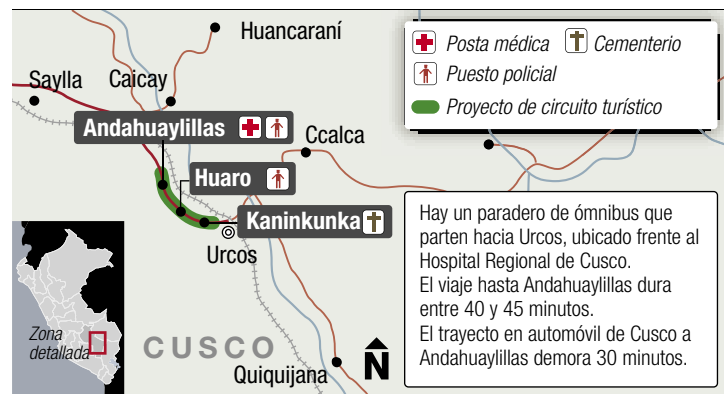 Huancaraní
Saylla
Caicay
Andahuaylillas
Ccalca
Huaro
Kaninkunka
Urcos
CUSCO
Quiquijana
N
Zona
detallada
Posta médica
Cementerio
Puesto policial
Proyecto de circuito turístico
Hay un paradero de ómnibus que
parten hacia Urcos, ubicado frente al
Hospital Regional de Cusco.
El viaje hasta Andahuaylillas dura
entre 40 y 45 minutos.
El trayecto en automóvil de Cusco a
Andahuaylillas demora 30 minutos.